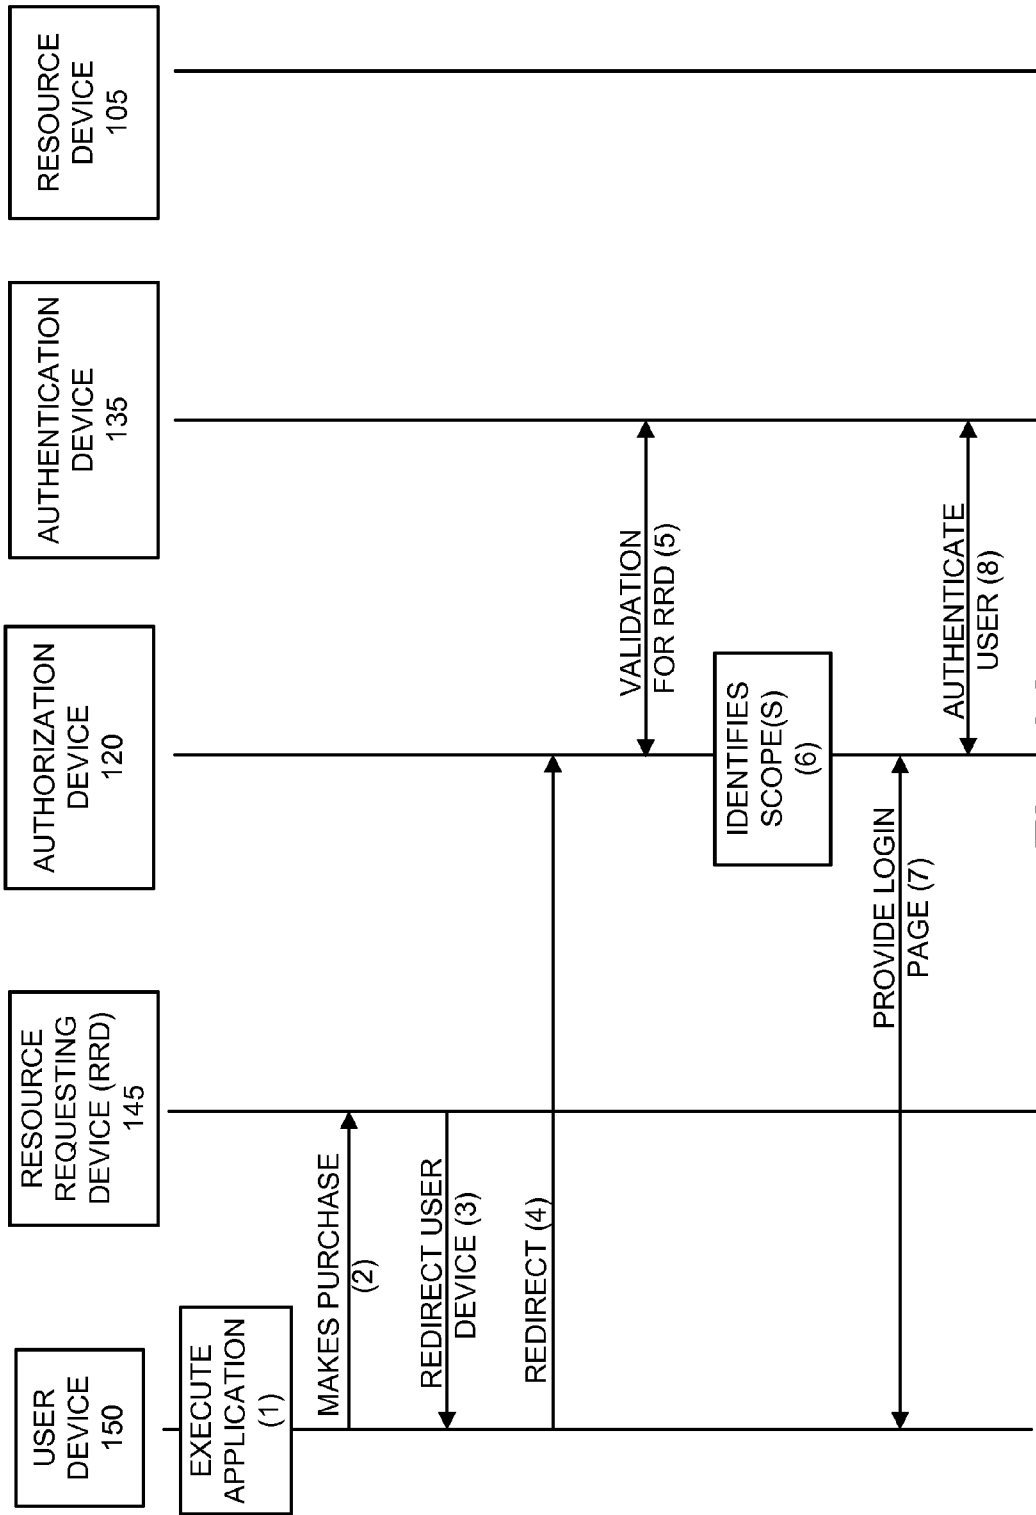 USER
DEVICE
150
RESOURCE
REQUESTING
DEVICE (RRD)
145
AUTHORIZATION
DEVICE
120
AUTHENTICATION
DEVICE
135
RESOURCE
DEVICE
105
EXECUTE
APPLICATION
(1)
MAKES PURCHASE
(2)
REDIRECT USER
DEVICE (3)
REDIRECT (4)
VALIDATION
FOR RRD (5)
IDENTIFIES
SCOPE(S)
(6)
PROVIDE LOGIN
PAGE (7)
AUTHENTICATE
USER (8)